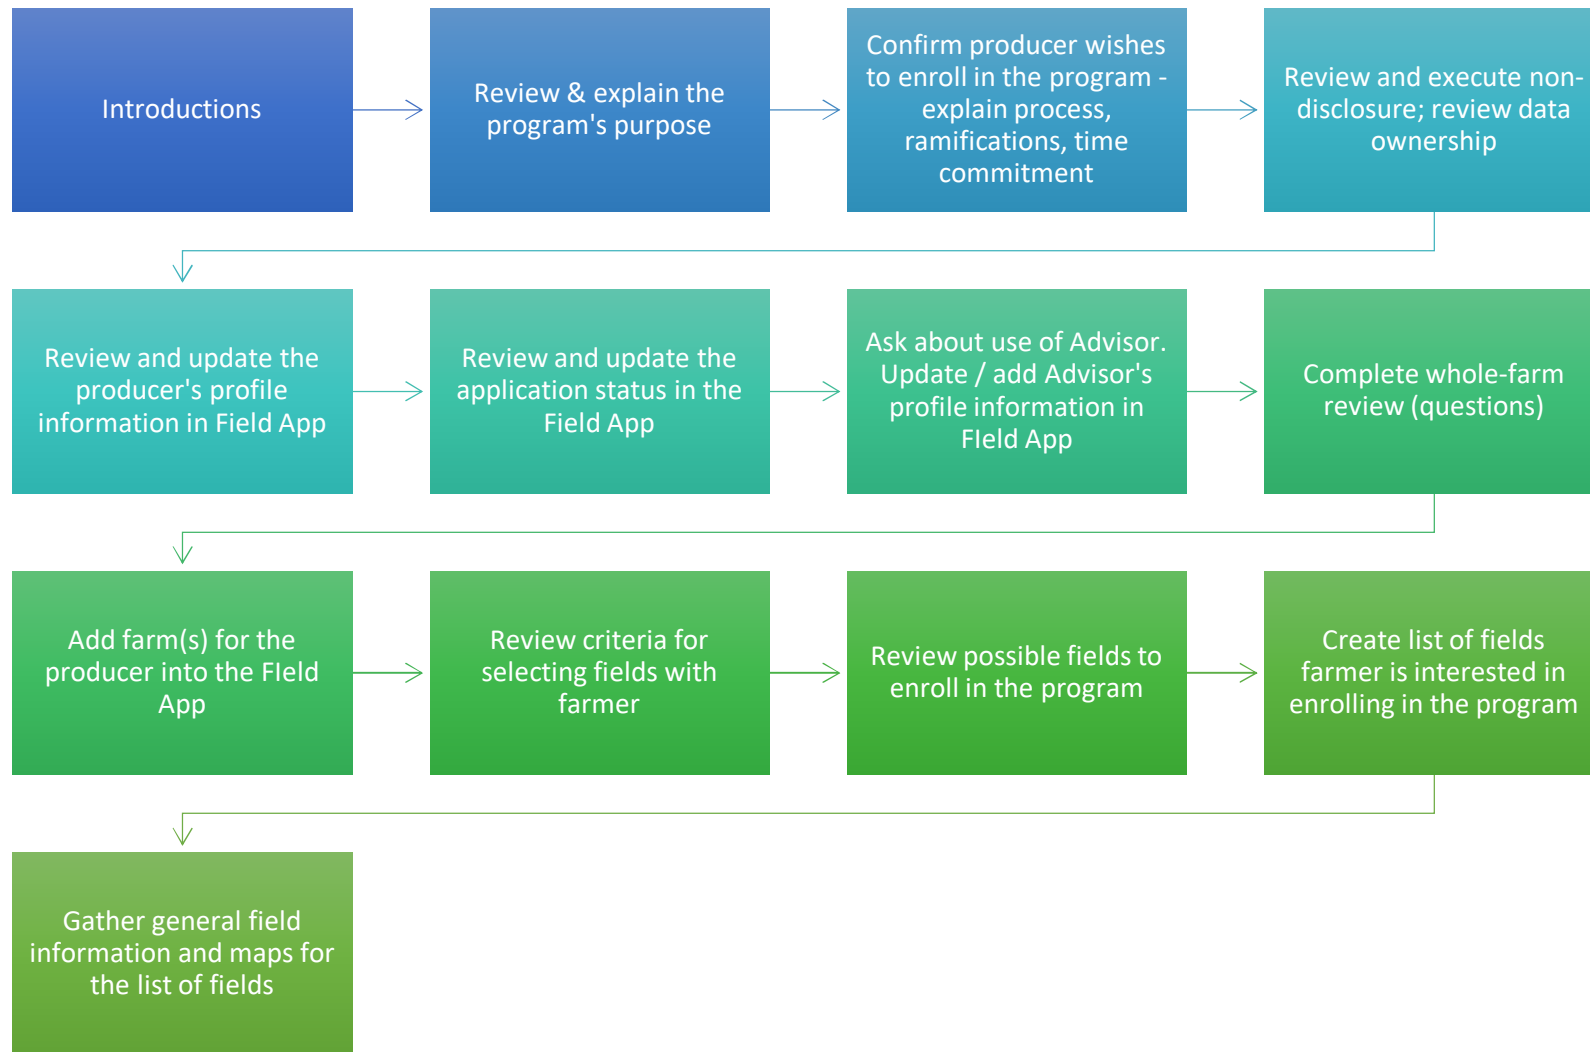 Introductions
Review & explain the
program's purpose
Confirm producer wishes
to enroll in the program -
explain process,
ramifications, time
commitment
Review and execute non-
disclosure; review data
ownership
Review and update the
producer's profile
information in Field App
Review and update the
application status in the
Field App
Ask about use of Advisor.
Update / add Advisor's
profile information in
FIeld App
Complete whole-farm
review (questions)
Add farm(s) for the
producer into the FIeld
App
Review criteria for
selecting fields with
farmer
Review possible fields to
enroll in the program
Create list of fields
farmer is interested in
enrolling in the program
Gather general field
information and maps for
the list of fields